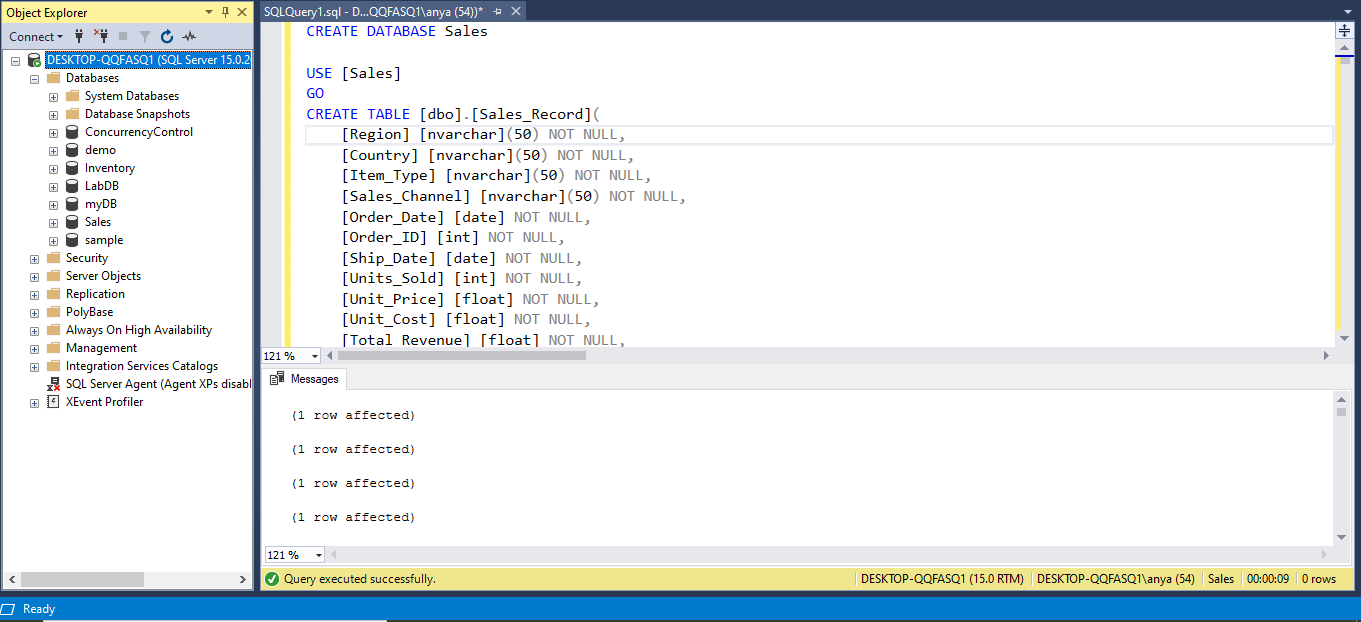 Object Explorer
Connect
DESKTOP-QQFASQ1 (SQL Server 15.0.2
Databases
System Databases
Database Snapshots
ConcurrencyControl
demo
Inventory
LabDB
myDB
Sales
sample
Security
Server Objects
Replication
PolyBase
Always On High Availability
Management
Integration Services Catalogs
SQL Server Agent (Agent XPs disabl
XEvent Profiler
SQLQuery1.sql - D...QQFASQ1\anya (54))*
CREATE DATABASE Sales
USE [Sales]
GO
CREATE TABLE [dbo].[Sales_Record](
[Region] [nvarchar](50) NOT NULL,
[Country] [nvarchar](50) NOT NULL,
[Item_Type] [nvarchar](50) NOT NULL,
[Sales_Channel] [nvarchar](50) NOT NULL,
[Order_Date] [date] NOT NULL,
[Order_ID] [int] NOT NULL,
[Ship_Date] [date] NOT NULL,
[Units_Sold] [int] NOT NULL,
[Unit_Price] [float] NOT NULL,
[Unit_Cost] [float] NOT NULL,
[Total_Revenue] [float] NOT NULL,
121 %
Messages
(1 row affected)
(1 row affected)
(1 row affected)
(1 row affected)
121 %
Query executed successfully. DESKTOP-QQFASQ1 (15.0 RTM) DESKTOP-QQFASQ1\anya (54) Sales 00:00:09 0 rows
Ready